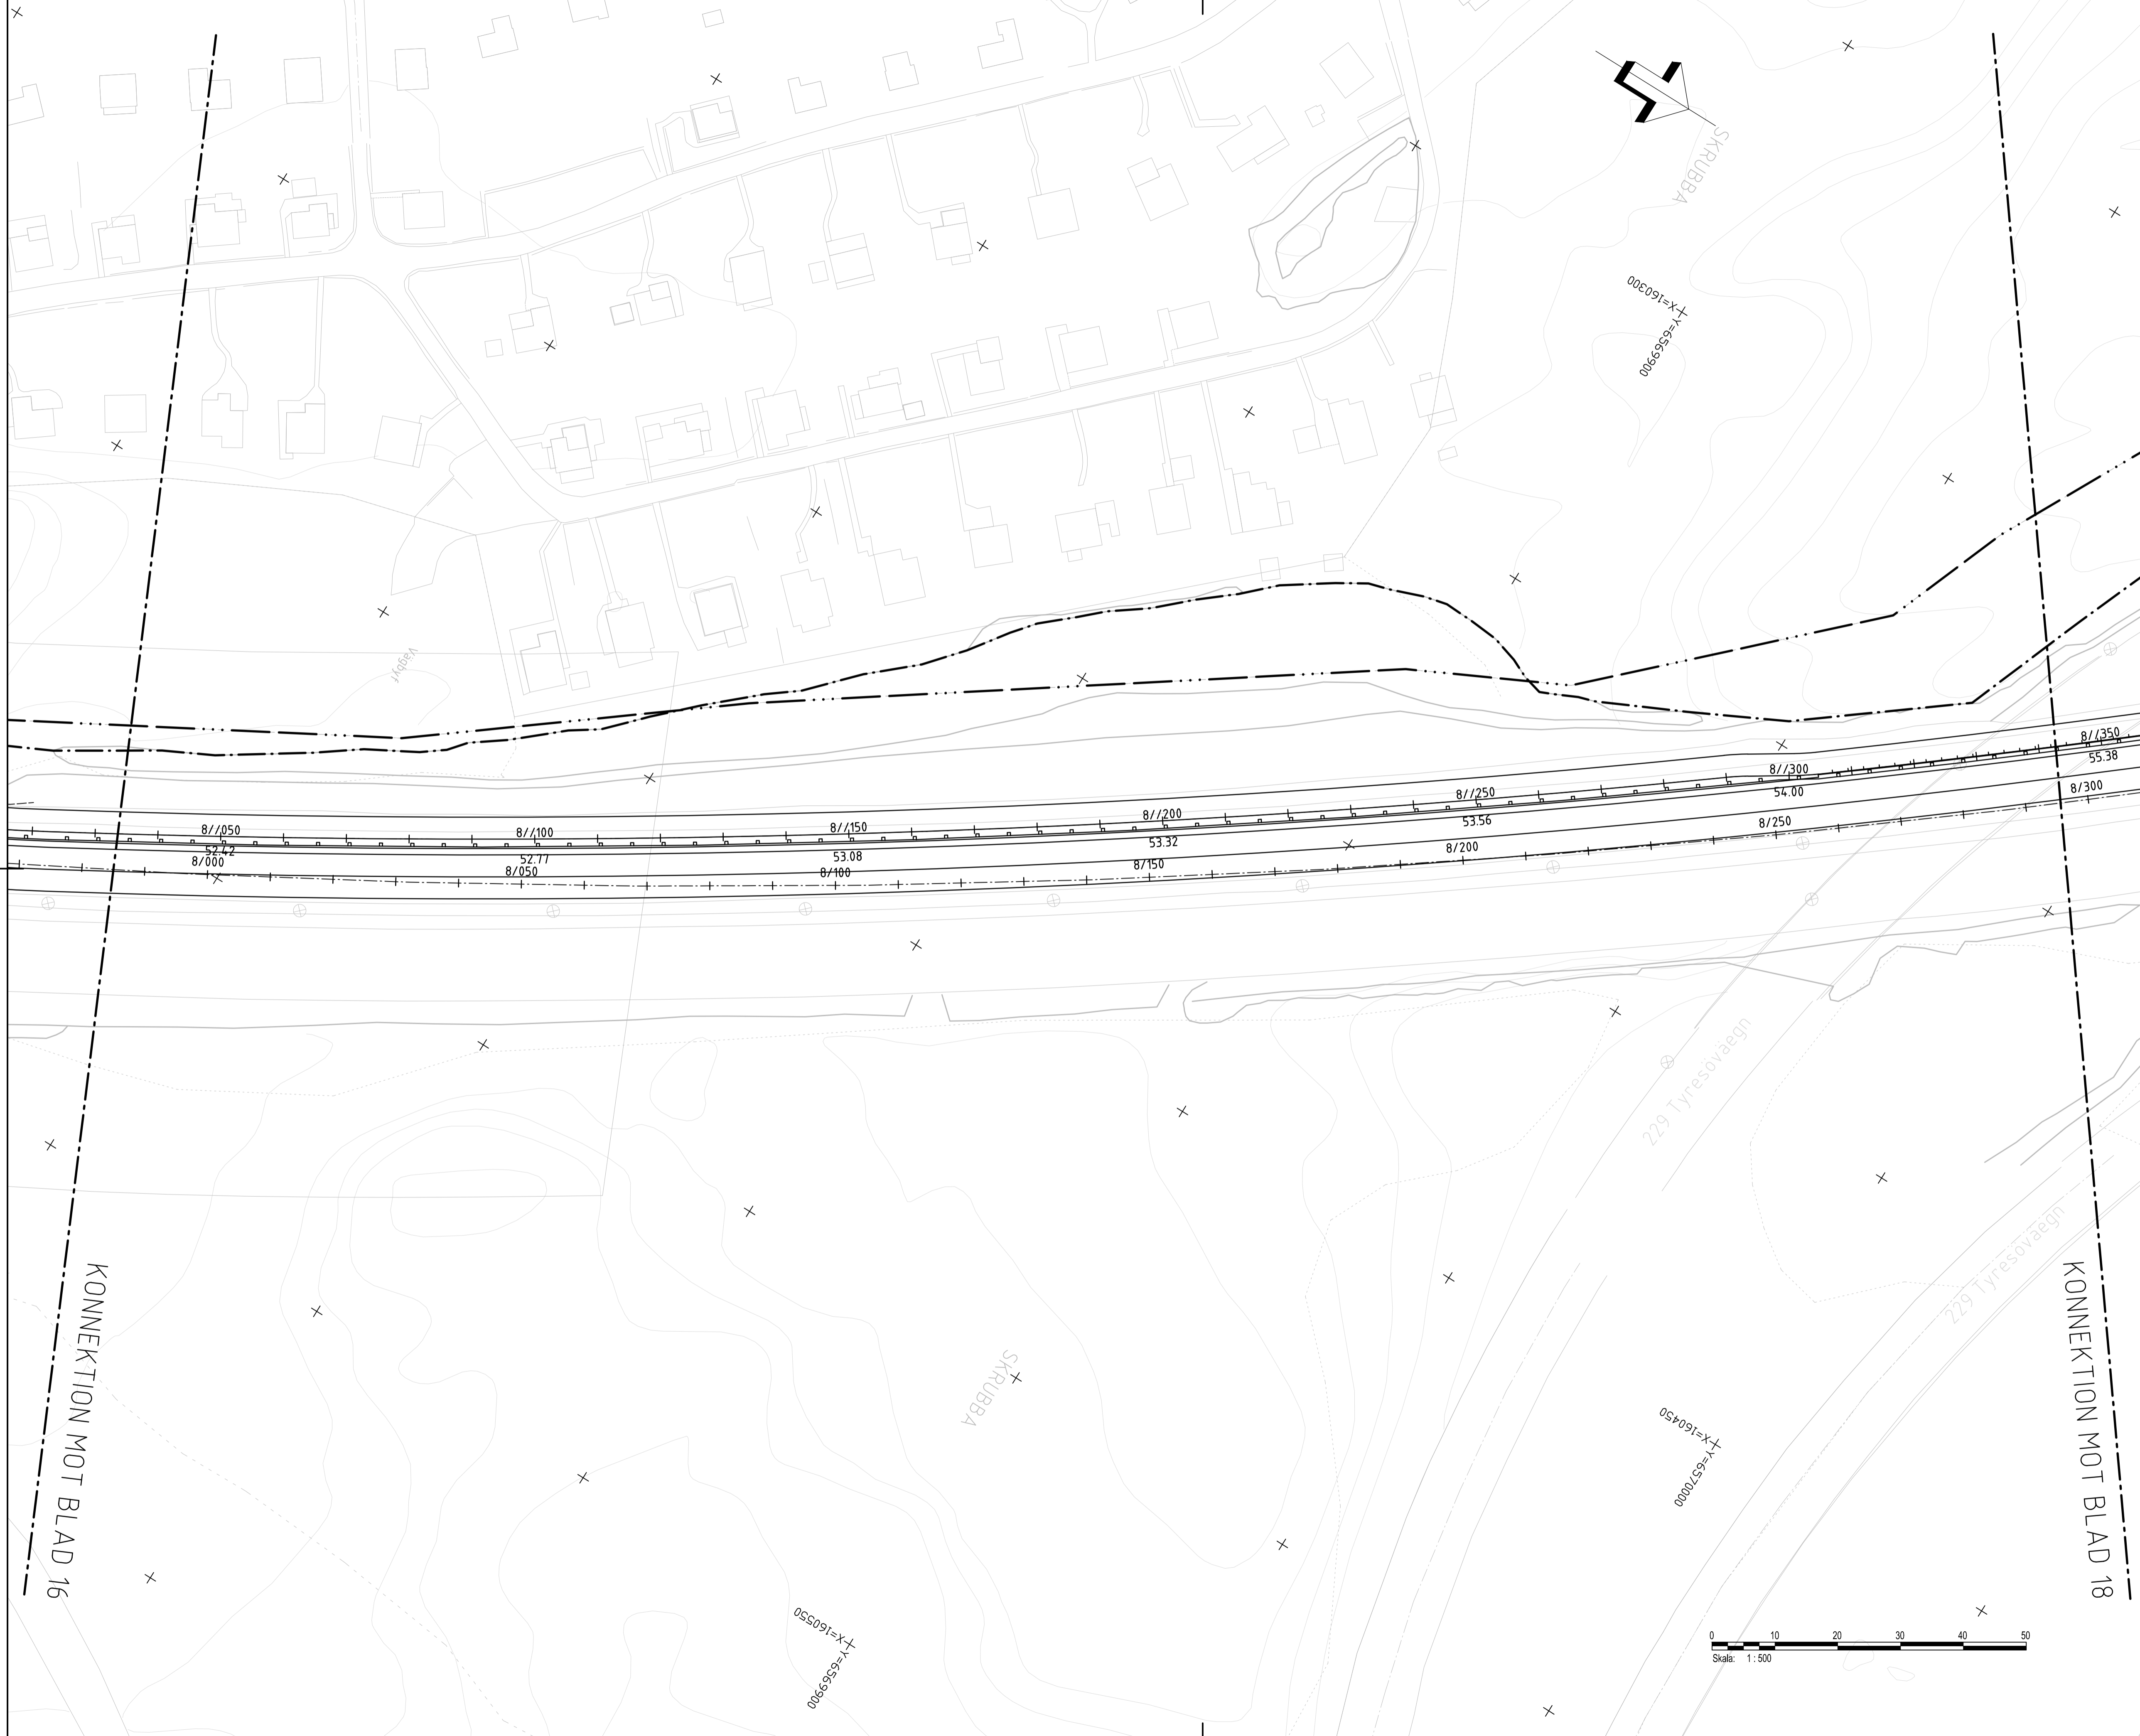 SKRUBBA
X=160300
Y=6569900
Vagbyf
8//350
55.38
8//300
54.00
8/300
8//250
53.56
8/250
8//200
53.32
8/200
8//150
53.08
8/150
8//100
52.77
8/100
8//050
52.42
8/050
8/000
229 Tyresövaegn
229 Tyresövaegn
KONNEKTION MOT BLAD 16
KONNEKTION MOT BLAD 18
SKRUBBA
X=160450
Y=6570000
X=160550
Y=6569900
0 10 20 30 40 50
Skala: 1 : 500